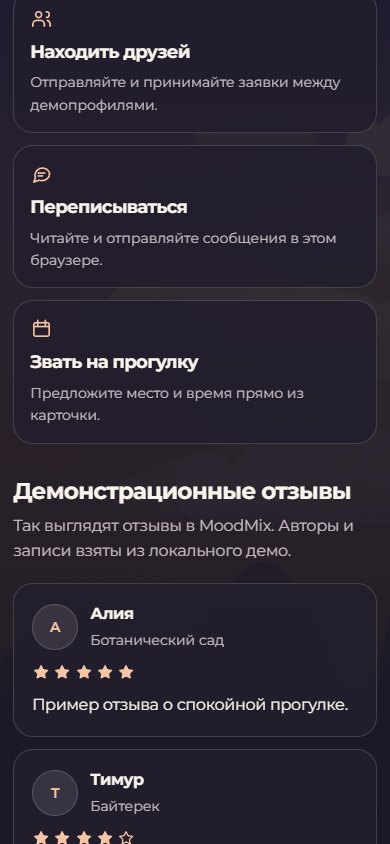 Находить друзей
Отправляйте и принимайте заявки между
демопрофилями.
Переписываться
Читайте и отправляйте сообщения в этом
браузере.
Звать на прогулку
Предложите место и время прямо из
карточки.
Демонстрационные отзывы
Так выглядят отзывы в MoodMix. Авторы и
записи взяты из локального демо.
А
Алия
Ботанический сад
Пример отзыва о спокойной прогулке.
Т
Тимур
Байтерек